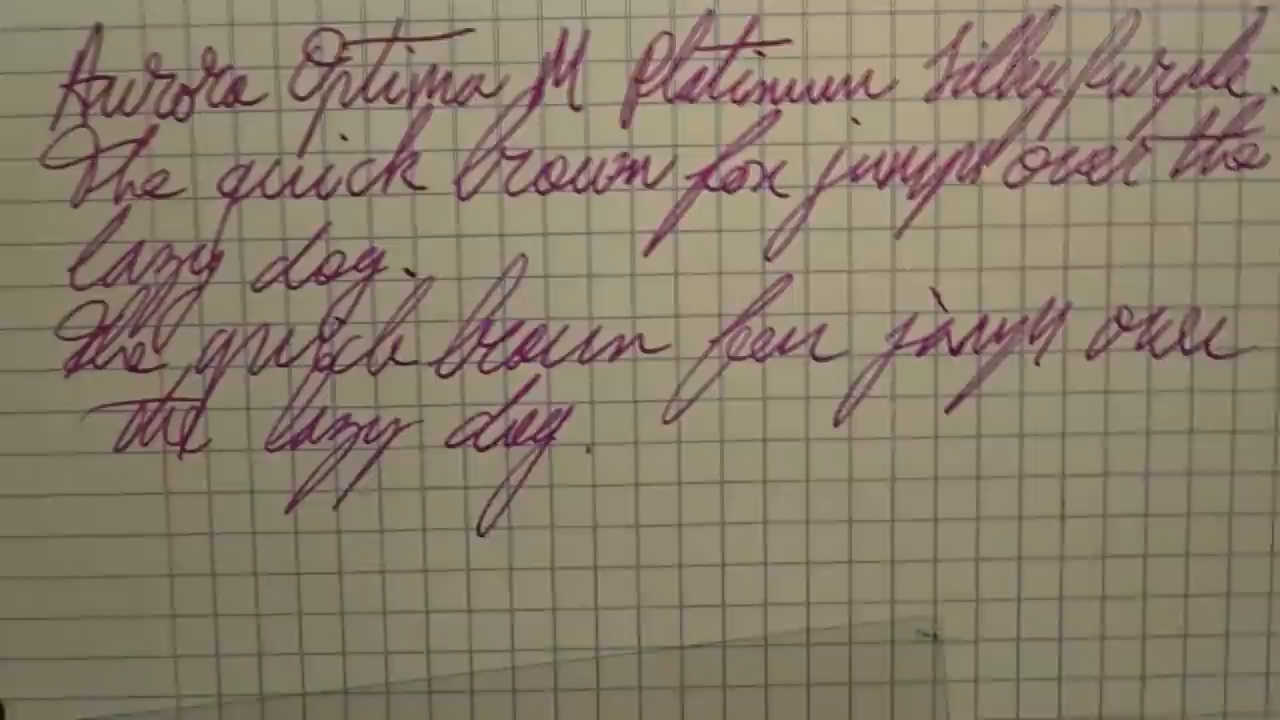 Aurora Optima M Platinum Silky Purple.
The quick brown fox jumps over the
lazy dog.
The quick brown fox jumps over
the lazy dog.